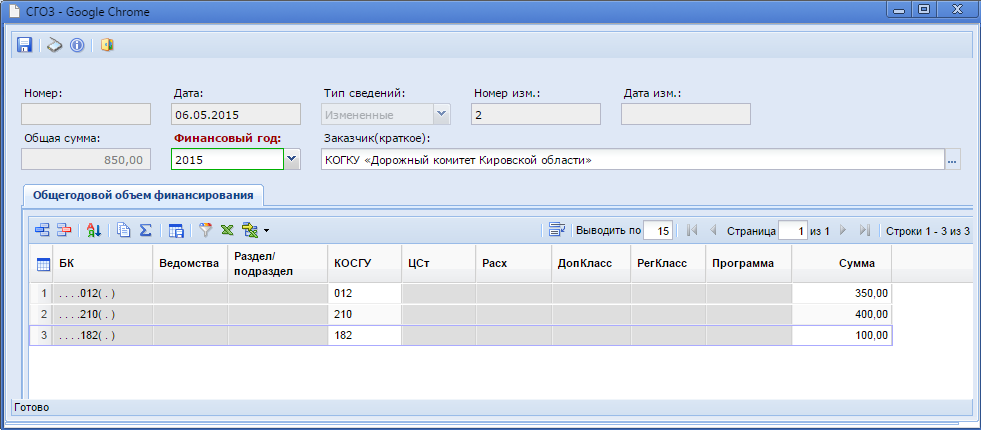 СГОЗ - Google Chrome
Номер: Дата: Тип сведений: Номер изм.: Дата изм.:
06.05.2015 Измененные 2
Общая сумма: Финансовый год: Заказчик(краткое):
850,00 2015 КОГКУ «Дорожный комитет Кировской области» ...
Общегодовой объем финансирования
Выводить по 15 Страница 1 из 1 Строки 1 - 3 из 3
БК Ведомства Раздел/ подраздел КОСГУ ЦСт Расх ДопКласс РегКласс Программа Сумма
1 . . . .012( . ) 012 350,00
2 . . . .210( . ) 210 400,00
3 . . . .182( . ) 182 100,00
Готово